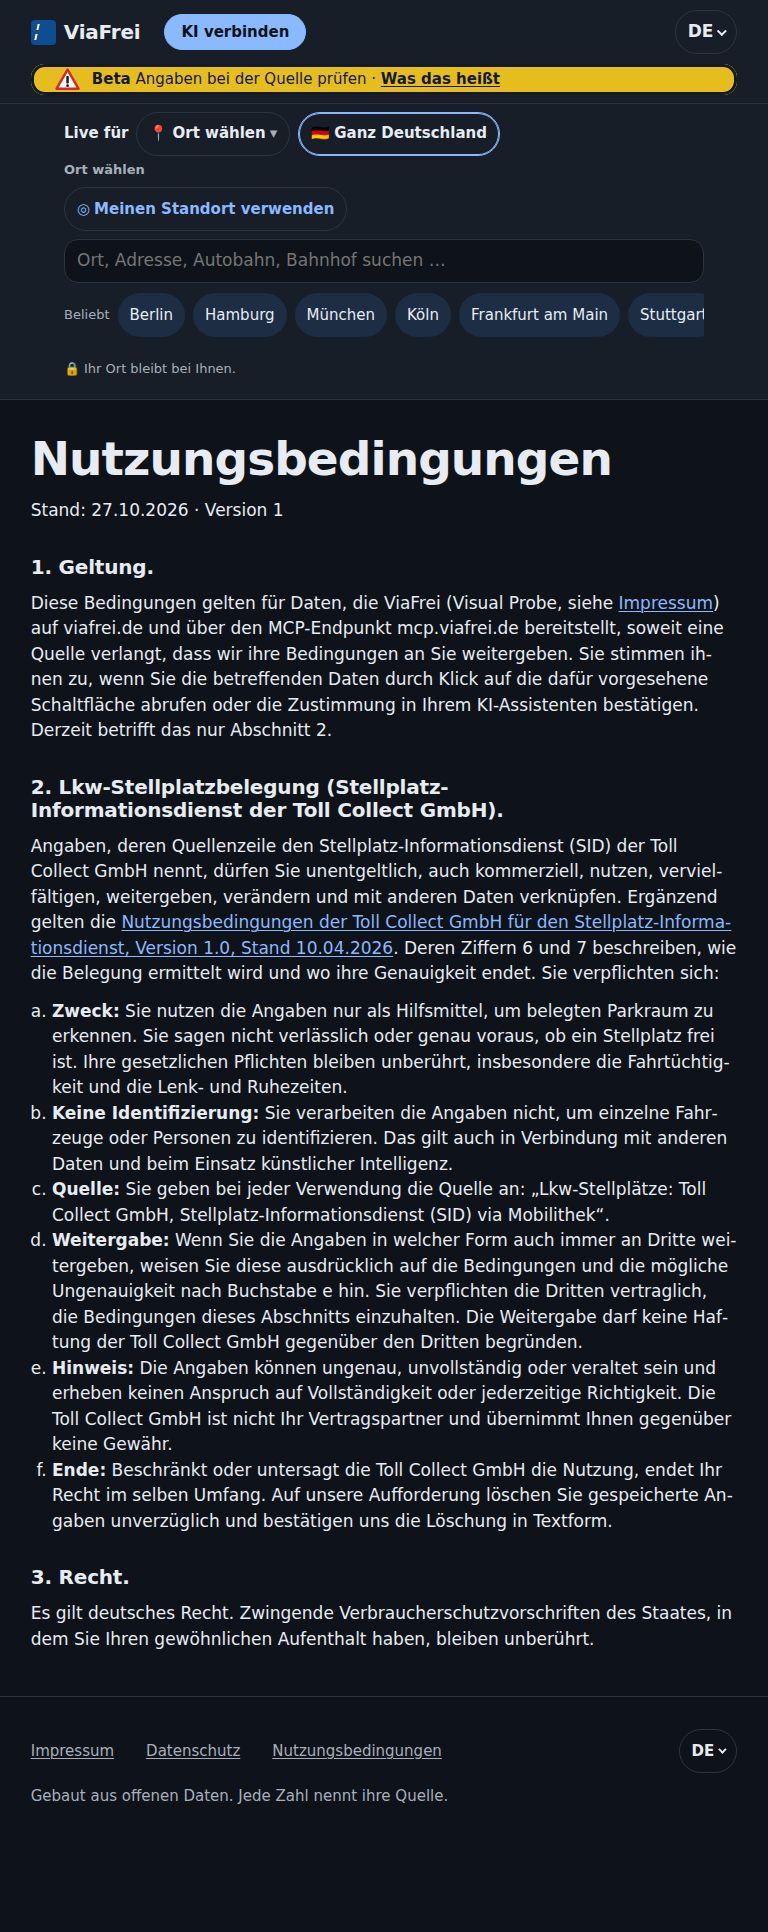 ViaFrei
KI verbinden
DE
Beta Angaben bei der Quelle prüfen · Was das heißt
Live für
📍 Ort wählen ▾
🇩🇪 Ganz Deutschland
Ort wählen
◎ Meinen Standort verwenden
Ort, Adresse, Autobahn, Bahnhof suchen …
Beliebt Berlin Hamburg München Köln Frankfurt am Main Stuttgart
🔒 Ihr Ort bleibt bei Ihnen.
Nutzungsbedingungen
Stand: 27.10.2026 · Version 1
1. Geltung.
Diese Bedingungen gelten für Daten, die ViaFrei (Visual Probe, siehe Impressum)
auf viafrei.de und über den MCP-Endpunkt mcp.viafrei.de bereitstellt, soweit eine
Quelle verlangt, dass wir ihre Bedingungen an Sie weitergeben. Sie stimmen ih-
nen zu, wenn Sie die betreffenden Daten durch Klick auf die dafür vorgesehene
Schaltfläche abrufen oder die Zustimmung in Ihrem KI-Assistenten bestätigen.
Derzeit betrifft das nur Abschnitt 2.
2. Lkw-Stellplatzbelegung (Stellplatz-
Informationsdienst der Toll Collect GmbH).
Angaben, deren Quellenzeile den Stellplatz-Informationsdienst (SID) der Toll
Collect GmbH nennt, dürfen Sie unentgeltlich, auch kommerziell, nutzen, verviel-
fältigen, weitergeben, verändern und mit anderen Daten verknüpfen. Ergänzend
gelten die Nutzungsbedingungen der Toll Collect GmbH für den Stellplatz-Informa-
tionsdienst, Version 1.0, Stand 10.04.2026. Deren Ziffern 6 und 7 beschreiben, wie
die Belegung ermittelt wird und wo ihre Genauigkeit endet. Sie verpflichten sich:
a. Zweck: Sie nutzen die Angaben nur als Hilfsmittel, um belegten Parkraum zu
erkennen. Sie sagen nicht verlässlich oder genau voraus, ob ein Stellplatz frei
ist. Ihre gesetzlichen Pflichten bleiben unberührt, insbesondere die Fahrtüchtig-
keit und die Lenk- und Ruhezeiten.
b. Keine Identifizierung: Sie verarbeiten die Angaben nicht, um einzelne Fahr-
zeuge oder Personen zu identifizieren. Das gilt auch in Verbindung mit anderen
Daten und beim Einsatz künstlicher Intelligenz.
c. Quelle: Sie geben bei jeder Verwendung die Quelle an: „Lkw-Stellplätze: Toll
Collect GmbH, Stellplatz-Informationsdienst (SID) via Mobilithek“.
d. Weitergabe: Wenn Sie die Angaben in welcher Form auch immer an Dritte wei-
tergeben, weisen Sie diese ausdrücklich auf die Bedingungen und die mögliche
Ungenauigkeit nach Buchstabe e hin. Sie verpflichten die Dritten vertraglich,
die Bedingungen dieses Abschnitts einzuhalten. Die Weitergabe darf keine Haf-
tung der Toll Collect GmbH gegenüber den Dritten begründen.
e. Hinweis: Die Angaben können ungenau, unvollständig oder veraltet sein und
erheben keinen Anspruch auf Vollständigkeit oder jederzeitige Richtigkeit. Die
Toll Collect GmbH ist nicht Ihr Vertragspartner und übernimmt Ihnen gegenüber
keine Gewähr.
f. Ende: Beschränkt oder untersagt die Toll Collect GmbH die Nutzung, endet Ihr
Recht im selben Umfang. Auf unsere Aufforderung löschen Sie gespeicherte An-
gaben unverzüglich und bestätigen uns die Löschung in Textform.
3. Recht.
Es gilt deutsches Recht. Zwingende Verbraucherschutzvorschriften des Staates, in
dem Sie Ihren gewöhnlichen Aufenthalt haben, bleiben unberührt.
Impressum Datenschutz Nutzungsbedingungen
DE
Gebaut aus offenen Daten. Jede Zahl nennt ihre Quelle.